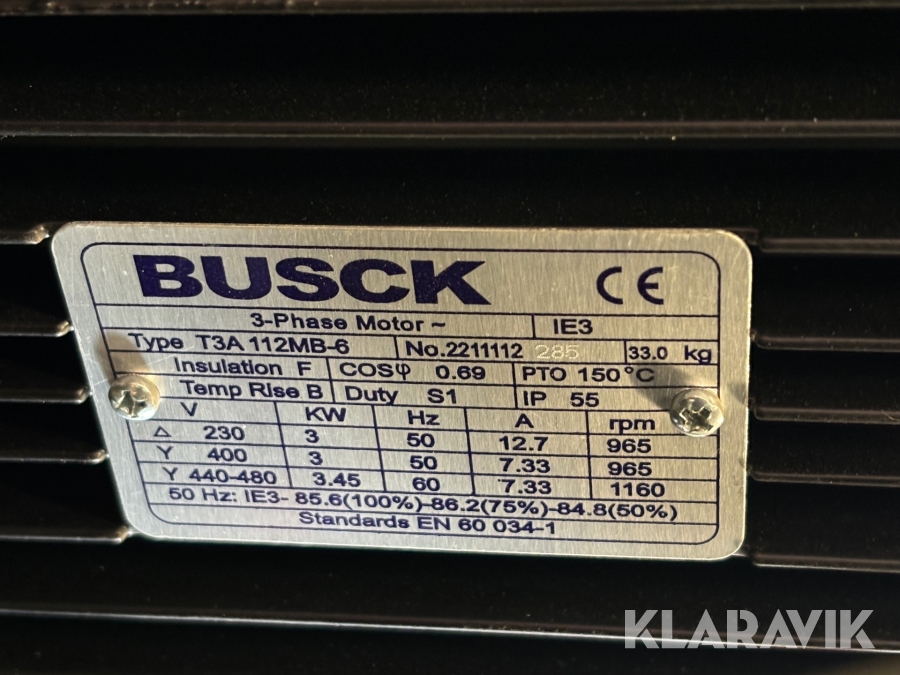 BUSCK CE
3-Phase Motor ~ IE3
Type T3A 112MB-6 No.2211112 285 33.0 kg
Insulation F COSφ 0.69 PTO 150°C
Temp Rise B Duty S1 IP 55
V KW Hz A rpm
△ 230 3 50 12.7 965
Y 400 3 50 7.33 965
Y 440-480 3.45 60 7.33 1160
50 Hz: IE3- 85.6(100%)-86.2(75%)-84.8(50%)
Standards EN 60 034-1
KLARAVIK
KLARAVIK